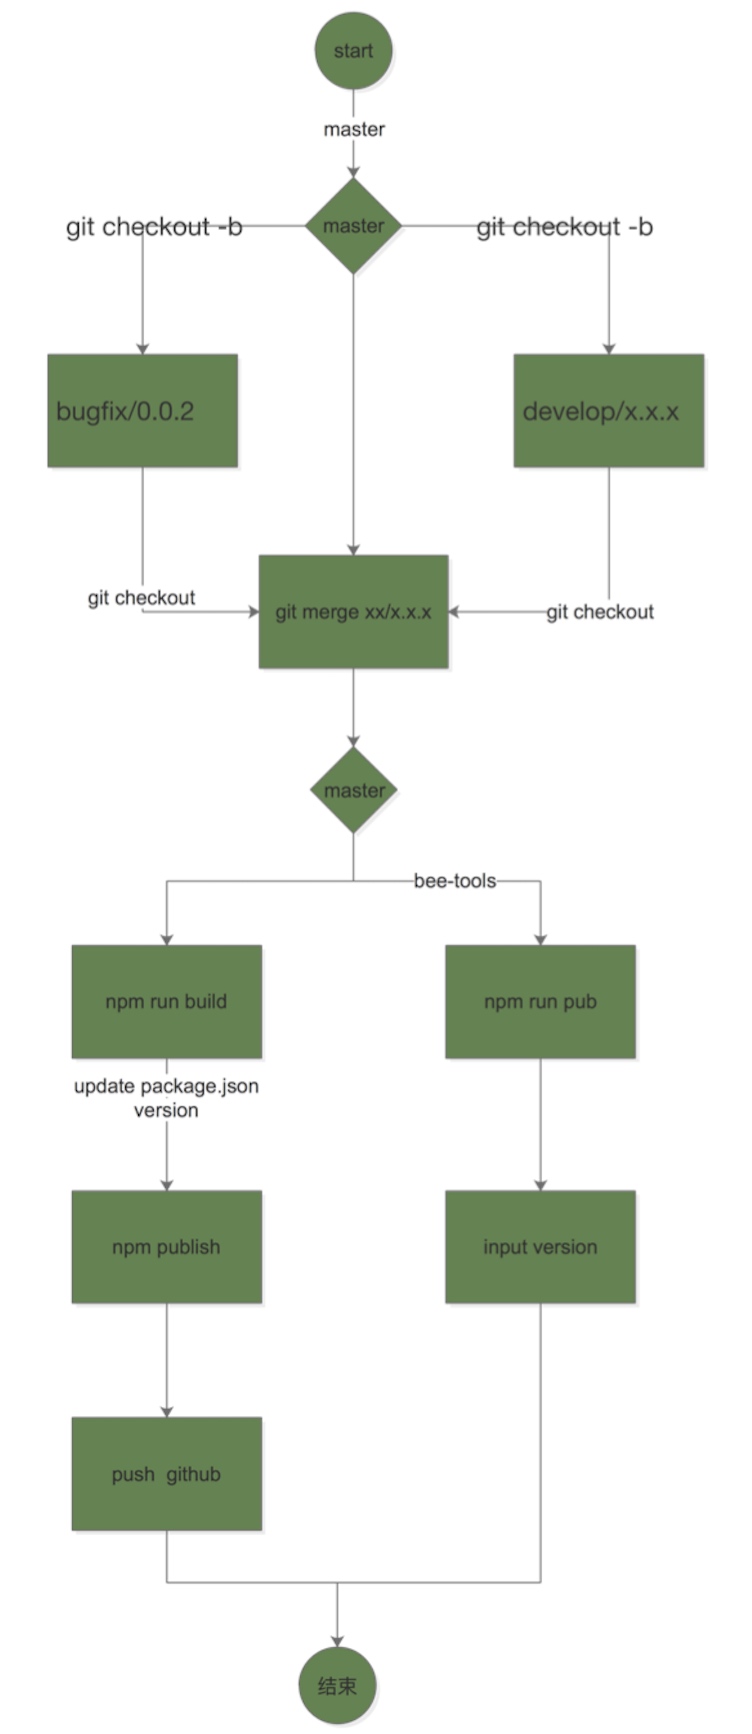 start
master
git checkout -b
master
git checkout -b
bugfix/0.0.2
develop/x.x.x
git checkout
git merge xx/x.x.x
git checkout
master
bee-tools
npm run build
npm run pub
update package.json
version
npm publish
input version
push  github
结束